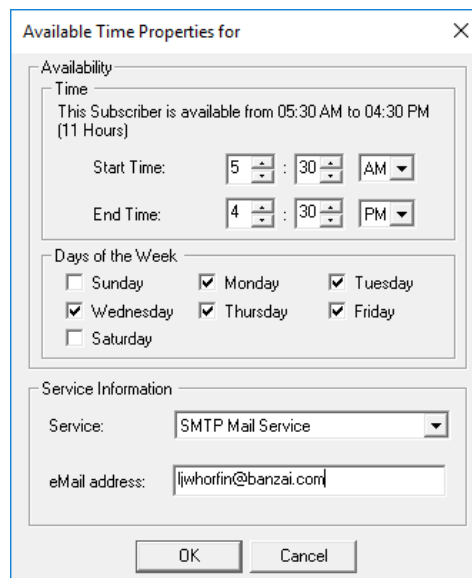 Available Time Properties for
Availability
Time
This Subscriber is available from 05:30 AM to 04:30 PM
(11 Hours)
Start Time: 5 : 30 AM
End Time: 4 : 30 PM
Days of the Week
Sunday Monday Tuesday
Wednesday Thursday Friday
Saturday
Service Information
Service: SMTP Mail Service
eMail address: ljwhorfin@banzai.com
OK Cancel